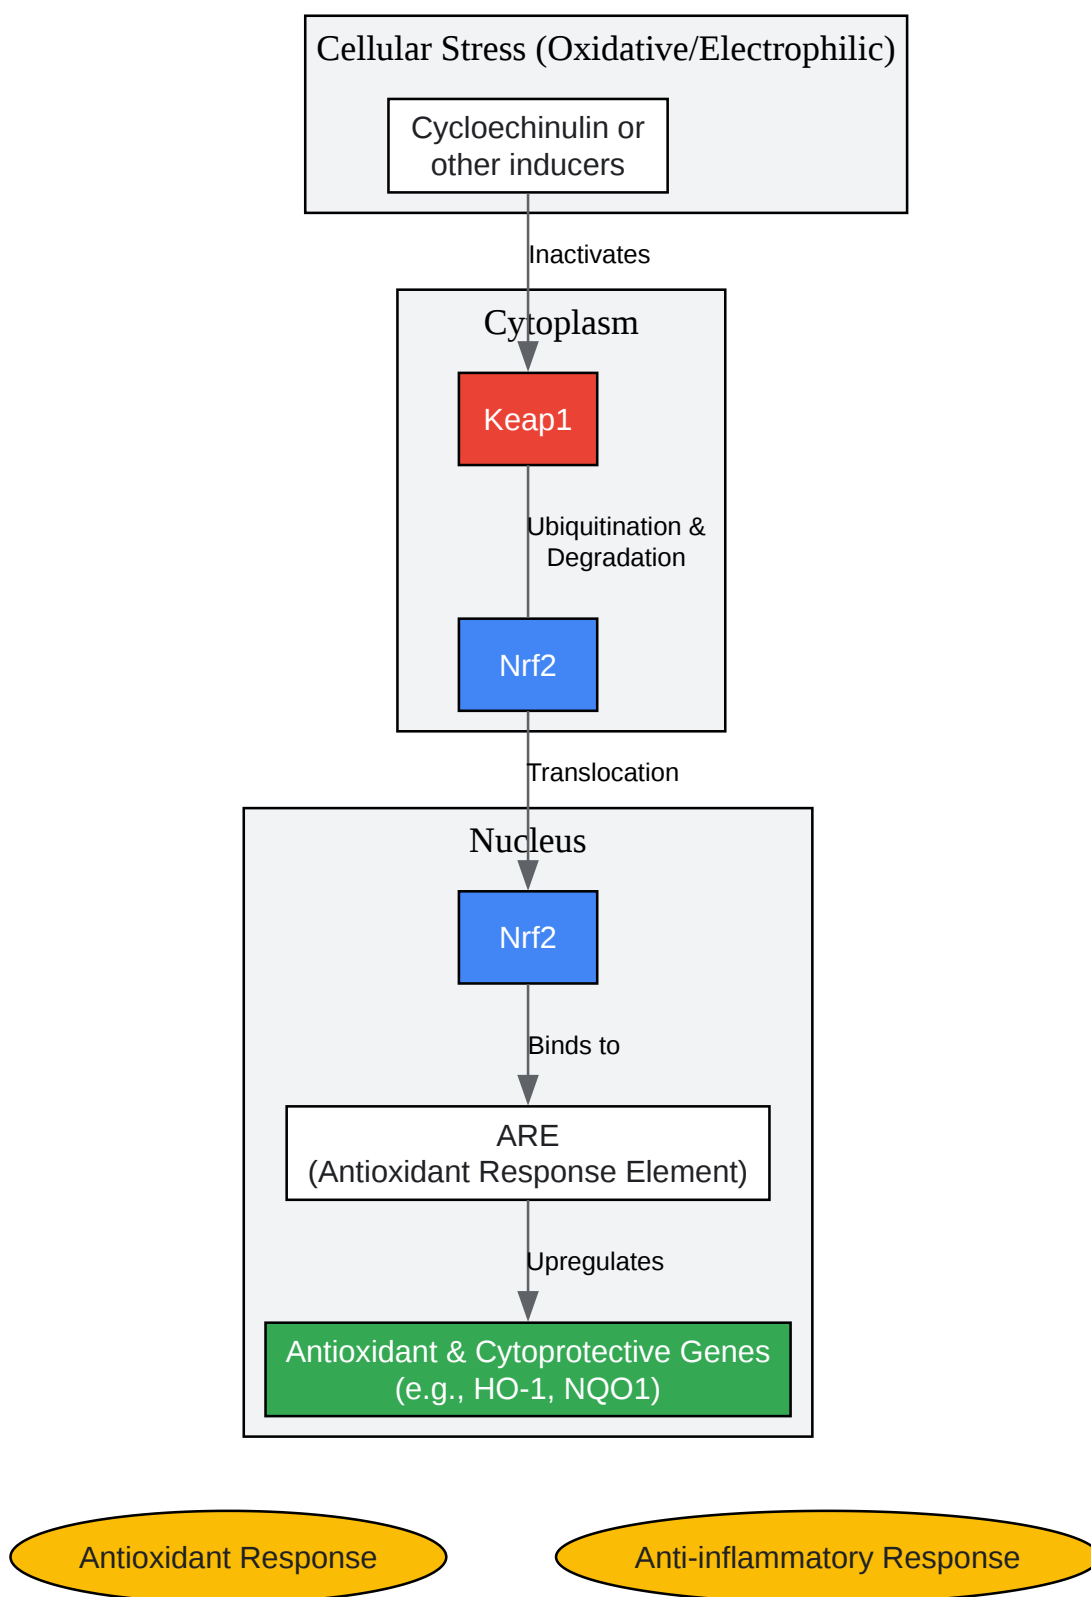 Cellular Stress (Oxidative/Electrophilic)
Cycloechinulin or
other inducers
Inactivates
Cytoplasm
Keap1
Ubiquitination &
Degradation
Nrf2
Translocation
Nucleus
Nrf2
Binds to
ARE
(Antioxidant Response Element)
Upregulates
Antioxidant & Cytoprotective Genes
(e.g., HO-1, NQO1)
Antioxidant Response
Anti-inflammatory Response